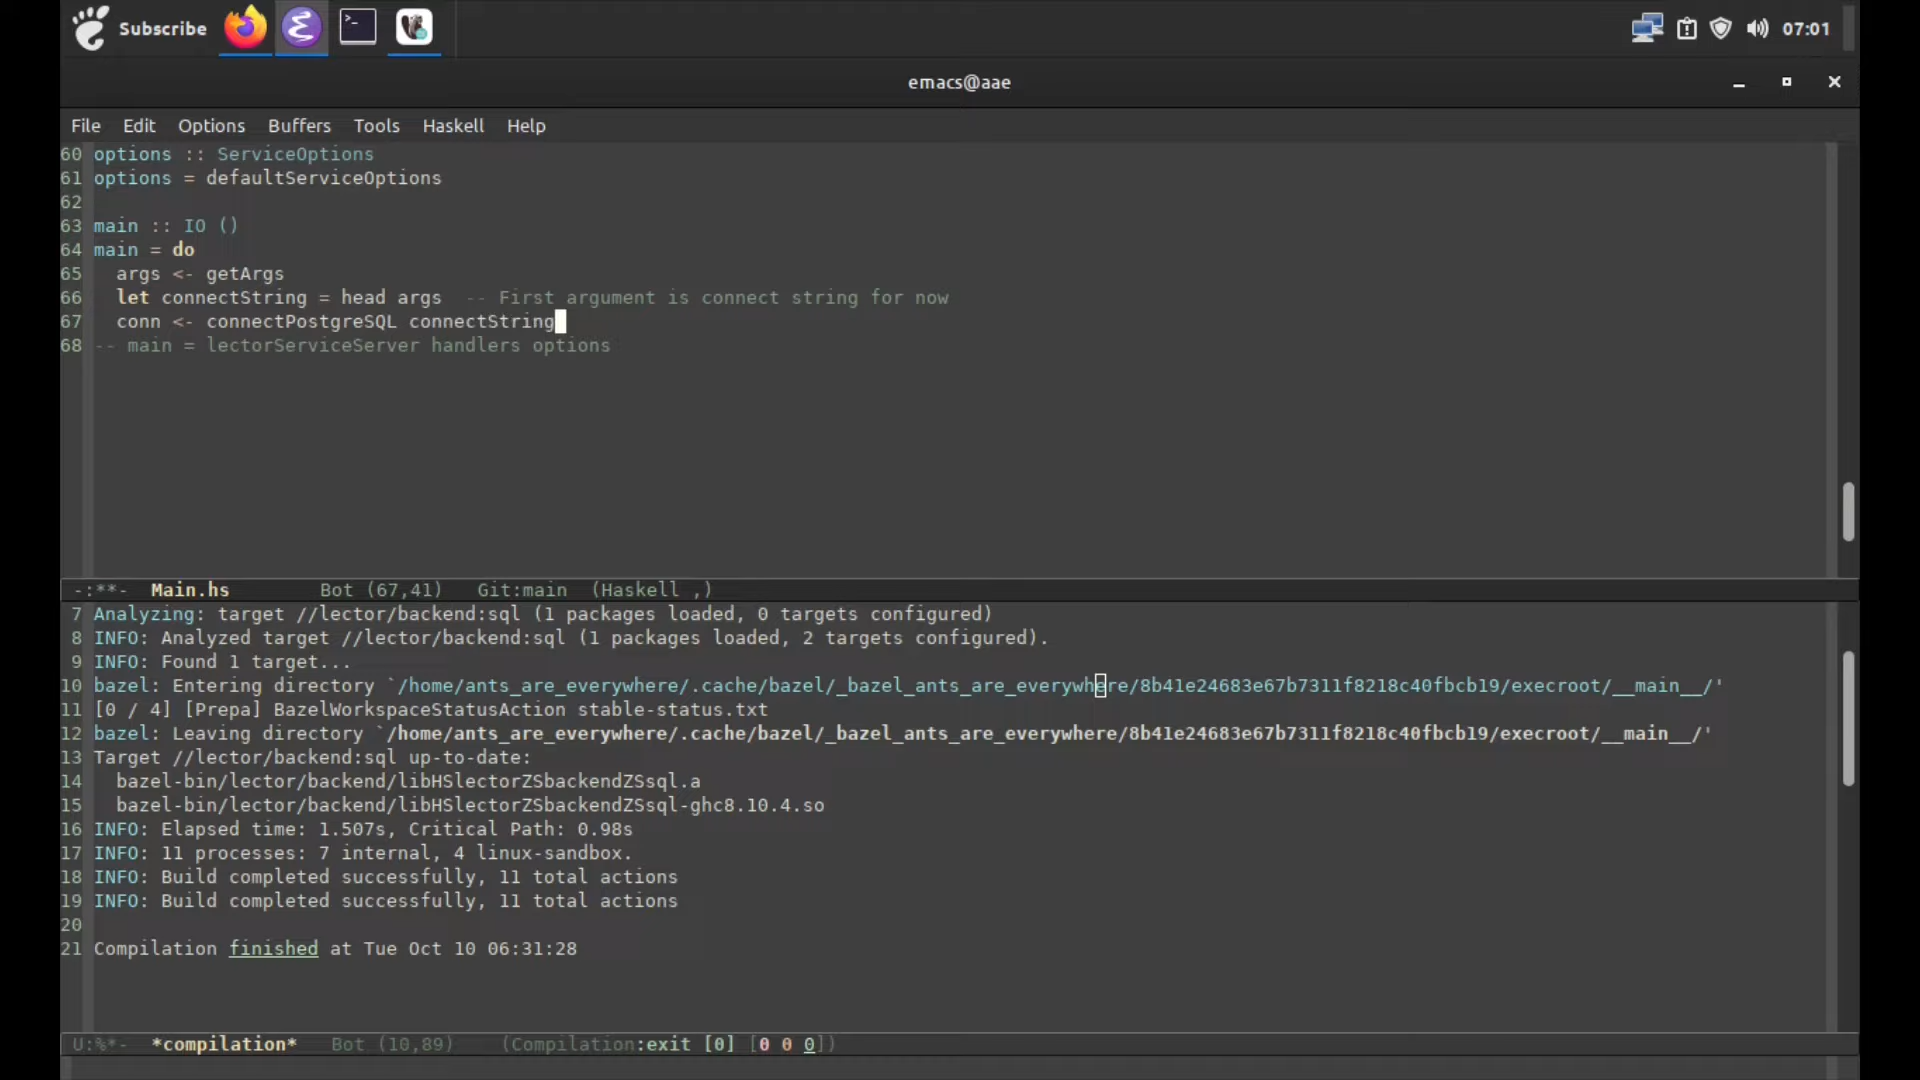 Subscribe
07:01
emacs@aae
File Edit Options Buffers Tools Haskell Help
60 options :: ServiceOptions
61 options = defaultServiceOptions
62
63 main :: IO ()
64 main = do
65   args <- getArgs
66   let connectString = head args  -- First argument is connect string for now
67   conn <- connectPostgreSQL connectString
68 -- main = lectorServiceServer handlers options
-:**-  Main.hs        Bot (67,41)   Git:main  (Haskell ,)
7 Analyzing: target //lector/backend:sql (1 packages loaded, 0 targets configured)
8 INFO: Analyzed target //lector/backend:sql (1 packages loaded, 2 targets configured).
9 INFO: Found 1 target...
10 bazel: Entering directory `/home/ants_are_everywhere/.cache/bazel/_bazel_ants_are_everywhere/8b41e24683e67b7311f8218c40fbcb19/execroot/__main__/'
11 [0 / 4] [Prepa] BazelWorkspaceStatusAction stable-status.txt
12 bazel: Leaving directory `/home/ants_are_everywhere/.cache/bazel/_bazel_ants_are_everywhere/8b41e24683e67b7311f8218c40fbcb19/execroot/__main__/'
13 Target //lector/backend:sql up-to-date:
14   bazel-bin/lector/backend/libHSlectorZSbackendZSsql.a
15   bazel-bin/lector/backend/libHSlectorZSbackendZSsql-ghc8.10.4.so
16 INFO: Elapsed time: 1.507s, Critical Path: 0.98s
17 INFO: 11 processes: 7 internal, 4 linux-sandbox.
18 INFO: Build completed successfully, 11 total actions
19 INFO: Build completed successfully, 11 total actions
20
21 Compilation finished at Tue Oct 10 06:31:28
U:%*-  *compilation*   Bot (10,89)    (Compilation:exit [0] [0 0 0])